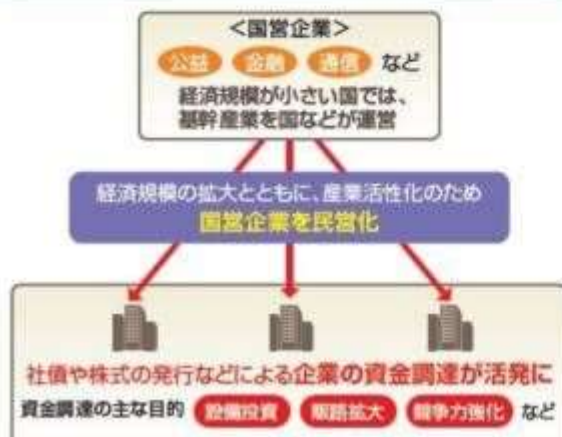 <国営企業>
公益 金融 通信 など
経済規模が小さい国では、
基幹産業を国などが運営
経済規模の拡大とともに、産業活性化のため
国営企業を民営化
社債や株式の発行などによる企業の資金調達が活発に
資金調達の主な目的 設備投資 販路拡大 競争力強化 など